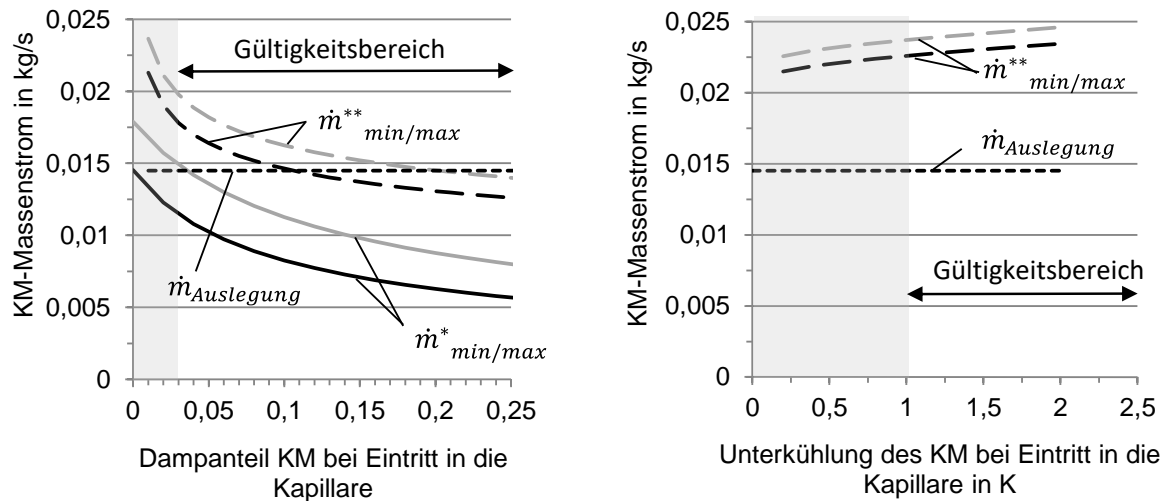 KM-Massenstrom in kg/s
0,025
0,02
0,015
0,01
0,005
0
Gültigkeitsbereich
ṁ**min/max
ṁAuslegung
ṁ*min/max
0
0,05
0,1
0,15
0,2
0,25
Dampanteil KM bei Eintritt in die
Kapillare
KM-Massenstrom in kg/s
0,025
0,02
0,015
0,01
0,005
0
ṁ**min/max
ṁAuslegung
Gültigkeitsbereich
0
0,5
1
1,5
2
2,5
Unterkühlung des KM bei Eintritt in die
Kapillare in K